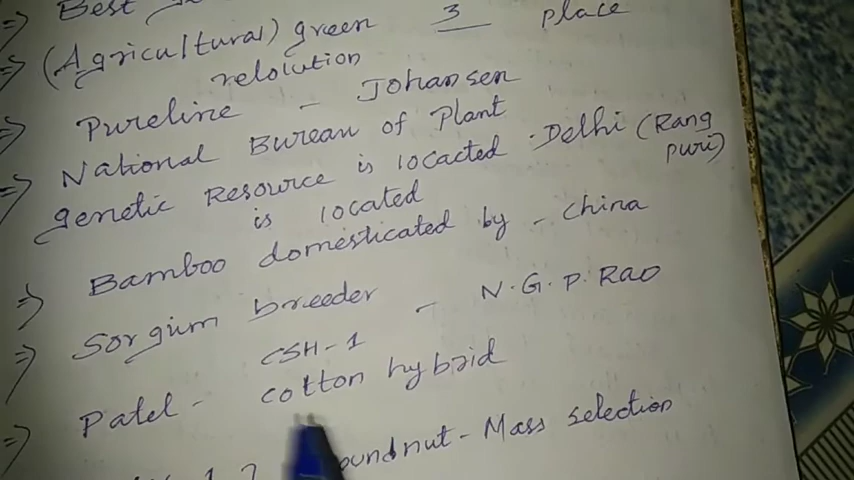 => Best
=> (Agricultural) green 3 place
relolution
=> Pureline - Johansen
=> National Bureau of Plant
genetic Resource is locacted Delhi (Rang
puri)
is located
=> Bamboo domesticated by - China
=> Sorgium breeder - N.G.P. Rao
CSH-1
=> Patel - cotton hybrid
oundnut - Mass selection